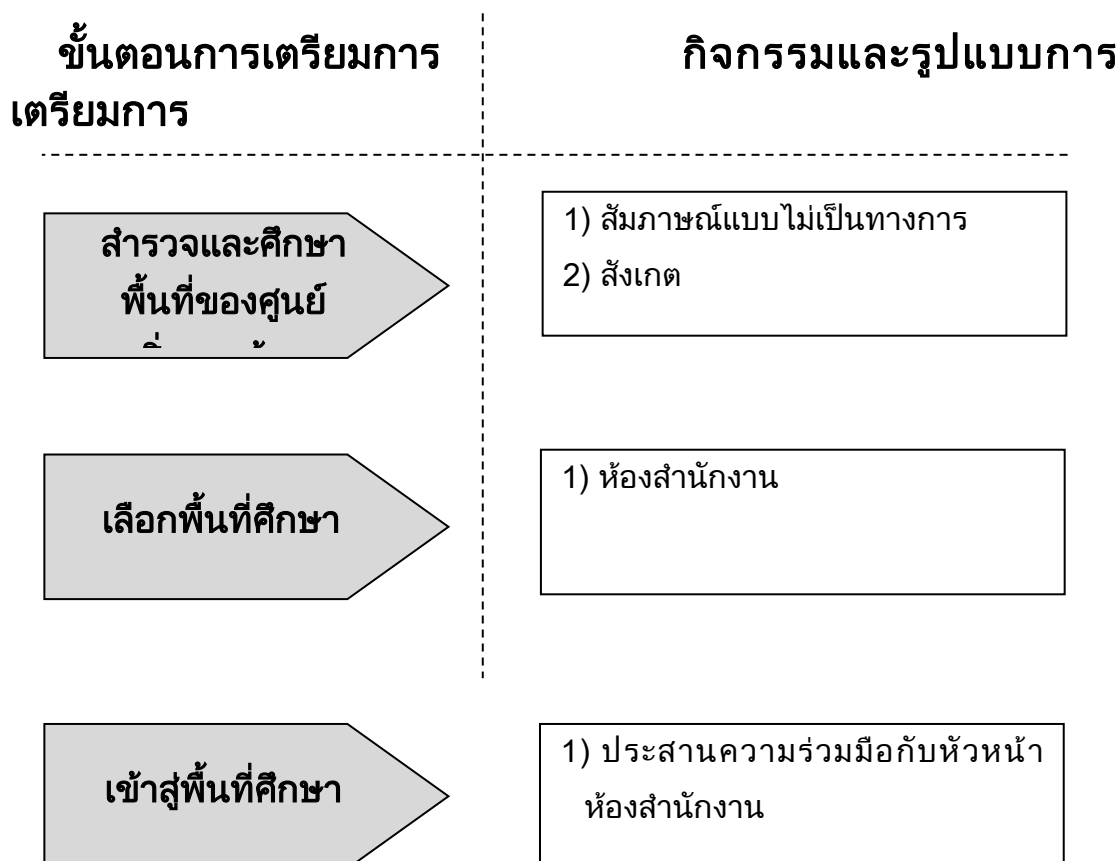 ขั้นตอนการเตรียมการ กิจกรรมและรูปแบบการ
เตรียมการ
สำรวจและศึกษา
พื้นที่ของศูนย์
1) สัมภาษณ์แบบไม่เป็นทางการ
2) สังเกต
เลือกพื้นที่ศึกษา
1) ห้องสำนักงาน
เข้าสู่พื้นที่ศึกษา
1) ประสานความร่วมมือกับหัวหน้า
ห้องสำนักงาน